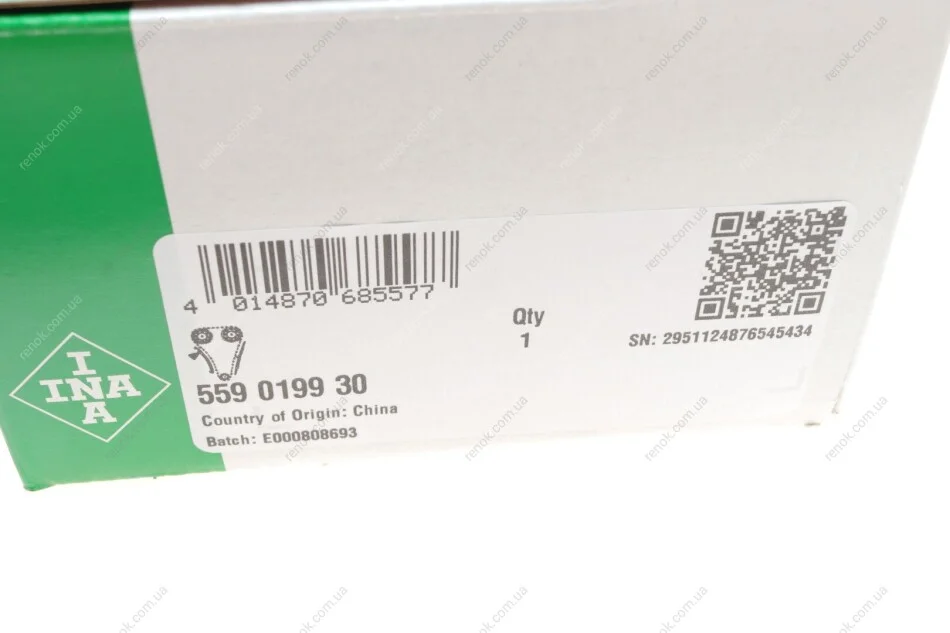 4 014870 685577
Qty
1
SN: 2951124876545434
559 0199 30
Country of Origin: China
Batch: E000808693
I
INA
A
renok.com.ua